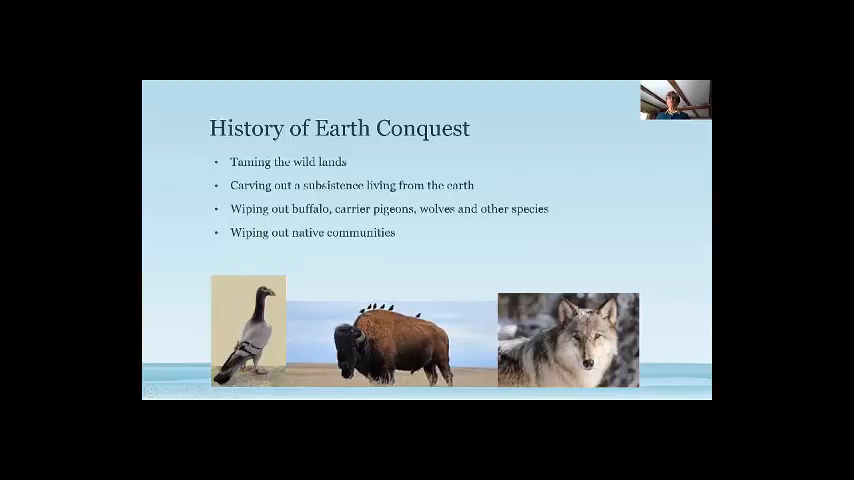 History of Earth Conquest
• Taming the wild lands
• Carving out a subsistence living from the earth
• Wiping out buffalo, carrier pigeons, wolves and other species
• Wiping out native communities